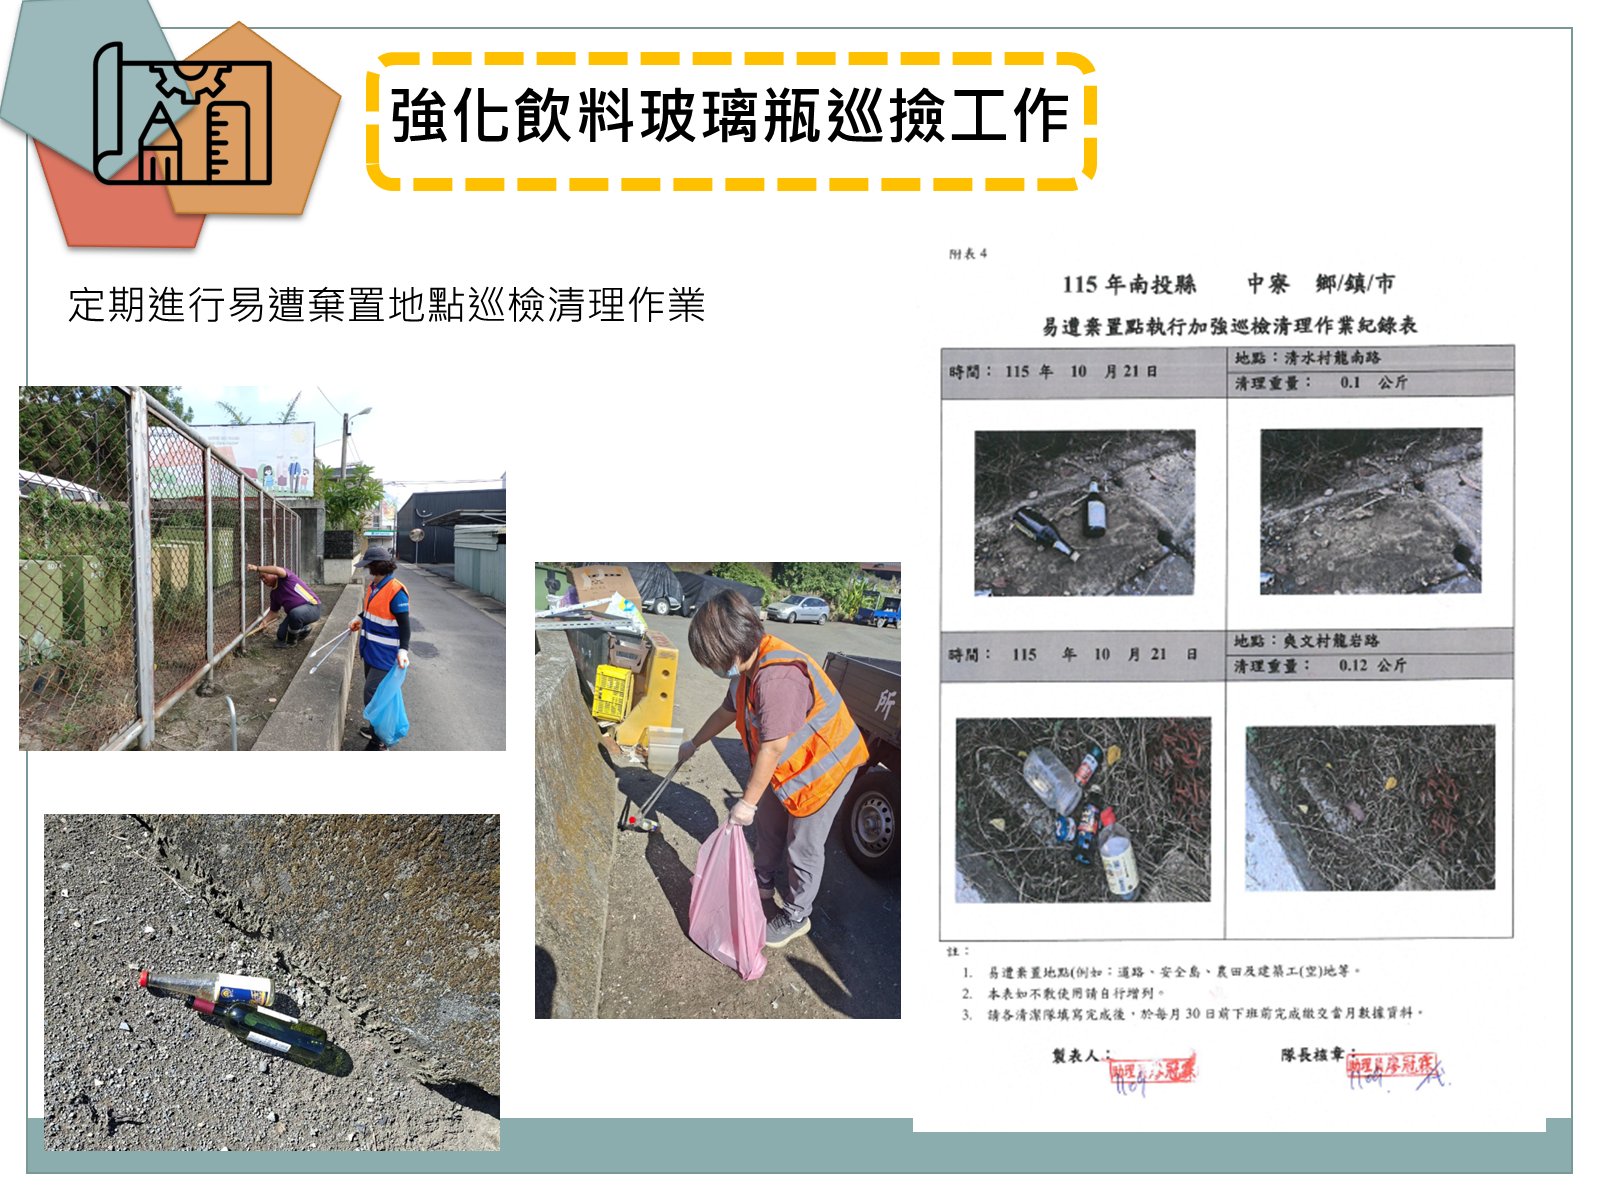 強化飲料玻璃瓶巡撿工作
定期進行易遭棄置地點巡檢清理作業
附表 4
115 年南投縣 中寮 鄉/鎮/市
易遭棄置點執行加強巡檢清理作業紀錄表
時間： 115 年 10 月 21 日
地點：清水村龍南路
清理重量： 0.1 公斤
時間： 115 年 10 月 21 日
地點：爽文村龍岩路
清理重量： 0.12 公斤
註：
1. 易遭棄置地點(例如：道路、安全島、農田及建築工(空)地等。
2. 本表如不敷使用請自行增列。
3. 請各清潔隊填寫完成後，於每月 30 日前下班前完成繳交當月數據資料。
製表人：
隊長核章：
所